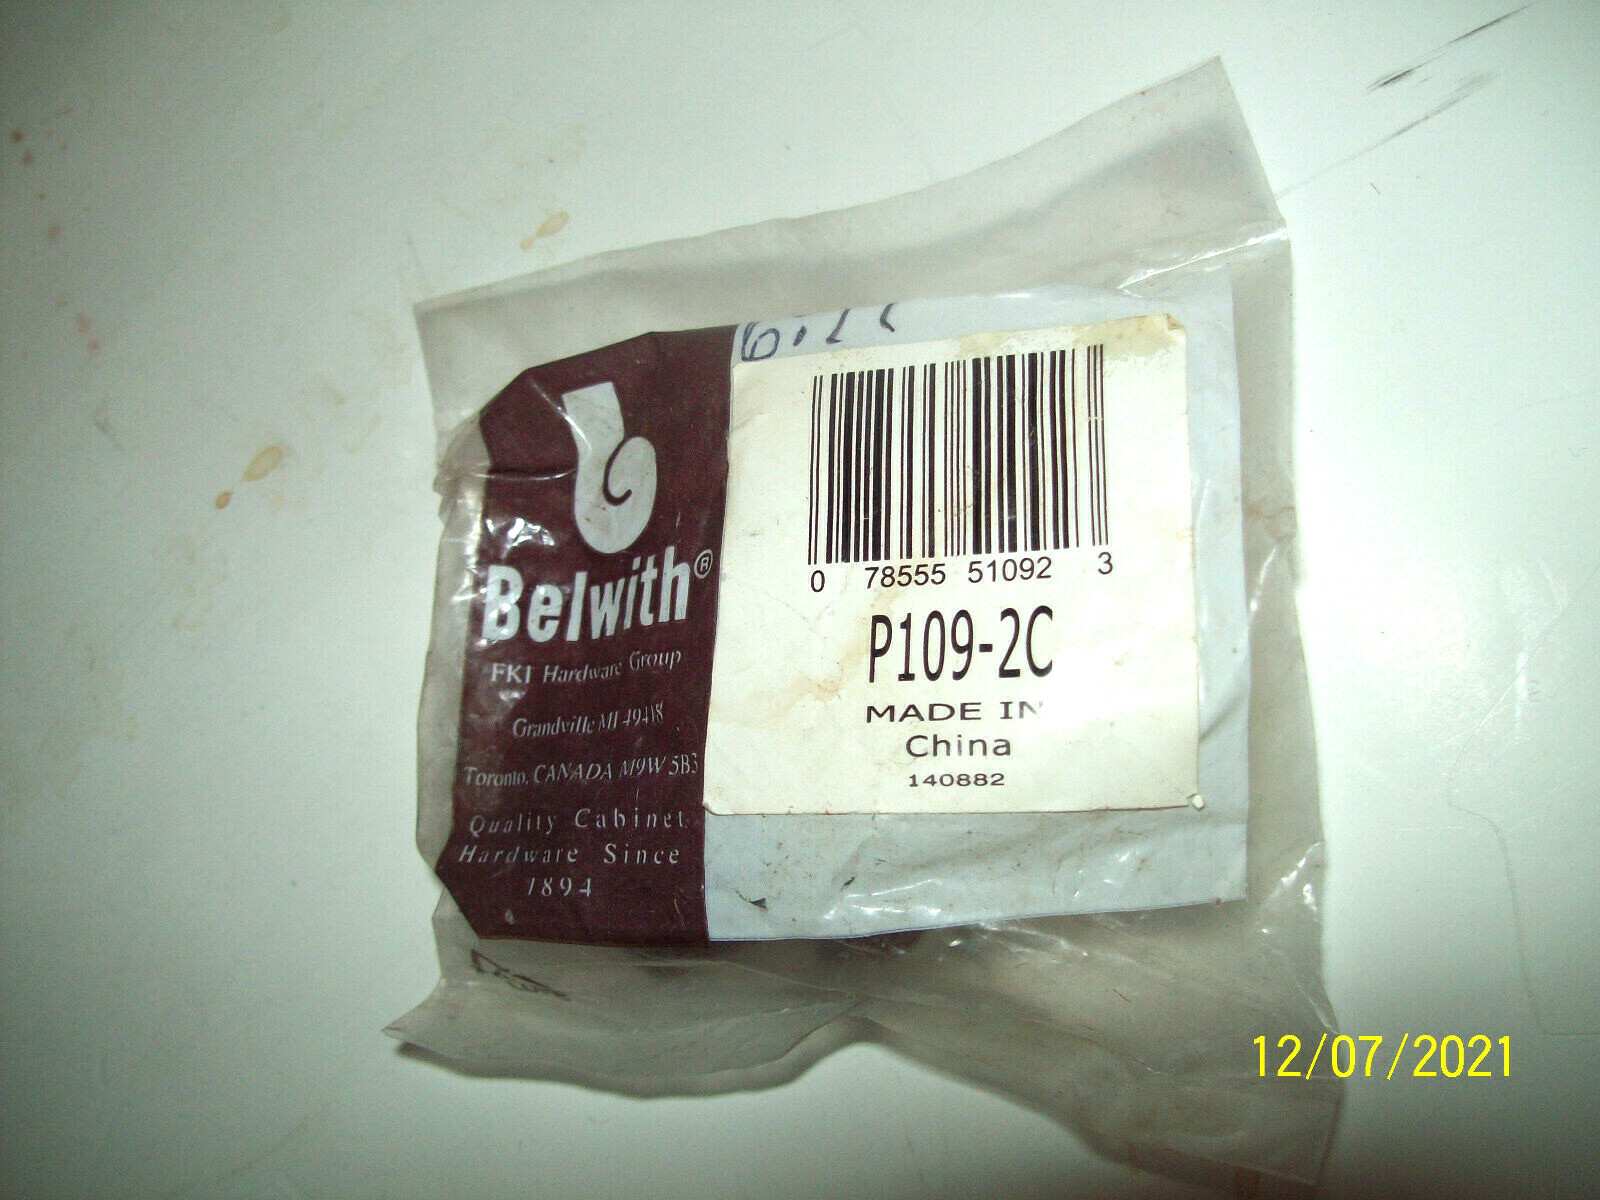 Belwith®
FKI Hardware Group
Grandville MI 49418
Toronto, CANADA M9W 5B3
Quality Cabinet
Hardware Since
1894
0 78555 51092 3
P109-2C
MADE IN
China
140882
12/07/2021